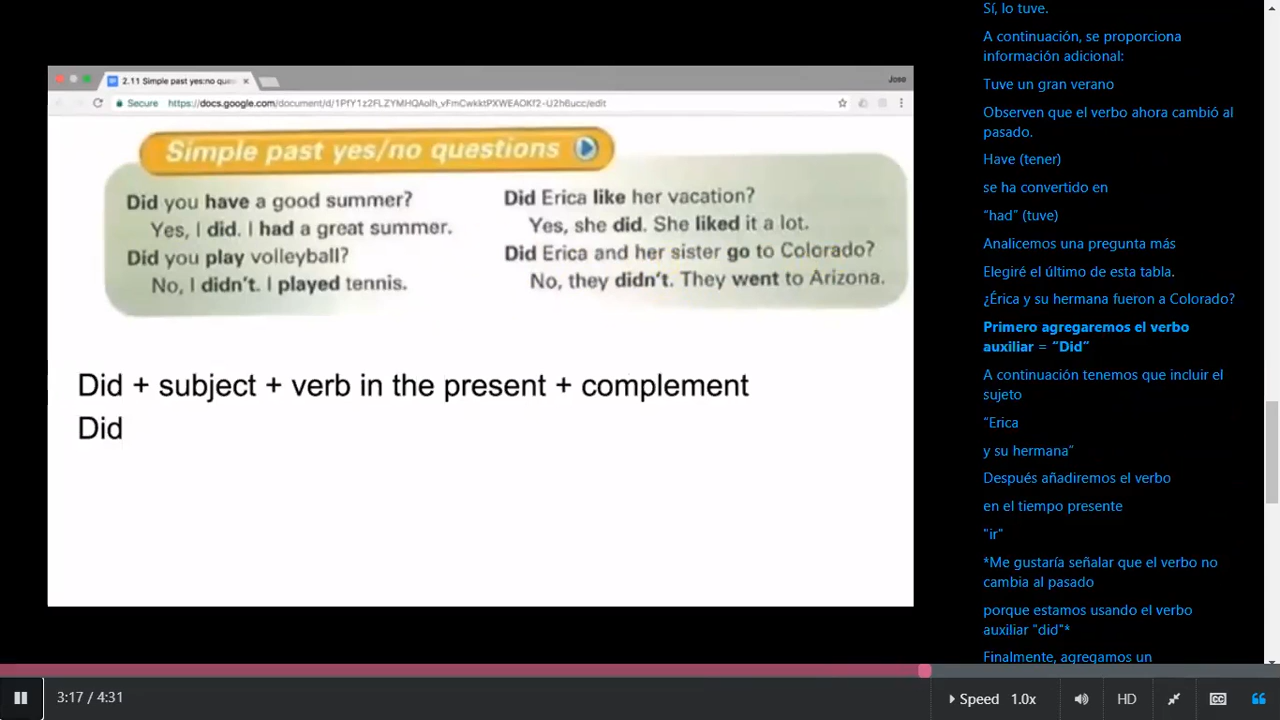 2.11 Simple past yes:no que
Jose
Secure
https://docs.google.com/document/d/
Simple past yes/no questions
Did you have a good summer?
Yes, I did. I had a great summer.
Did you play volleyball?
No, I didn't. I played tennis.
Did Erica like her vacation?
Yes, she did. She liked it a lot.
Did Erica and her sister go to Colorado?
No, they didn't. They went to Arizona.
Did + subject + verb in the present + complement
Did
Sí, lo tuve.
A continuación, se proporciona
información adicional:
Tuve un gran verano
Observen que el verbo ahora cambió al
pasado.
Have (tener)
se ha convertido en
“had” (tuve)
Analicemos una pregunta más
Elegiré el último de esta tabla.
¿Érica y su hermana fueron a Colorado?
Primero agregaremos el verbo
auxiliar = “Did”
A continuación tenemos que incluir el
sujeto
“Erica
y su hermana“
Después añadiremos el verbo
en el tiempo presente
"ir"
*Me gustaría señalar que el verbo no
cambia al pasado
porque estamos usando el verbo
auxiliar "did"*
Finalmente, agregamos un
3:17 / 4:31
Speed 1.0x
HD
CC